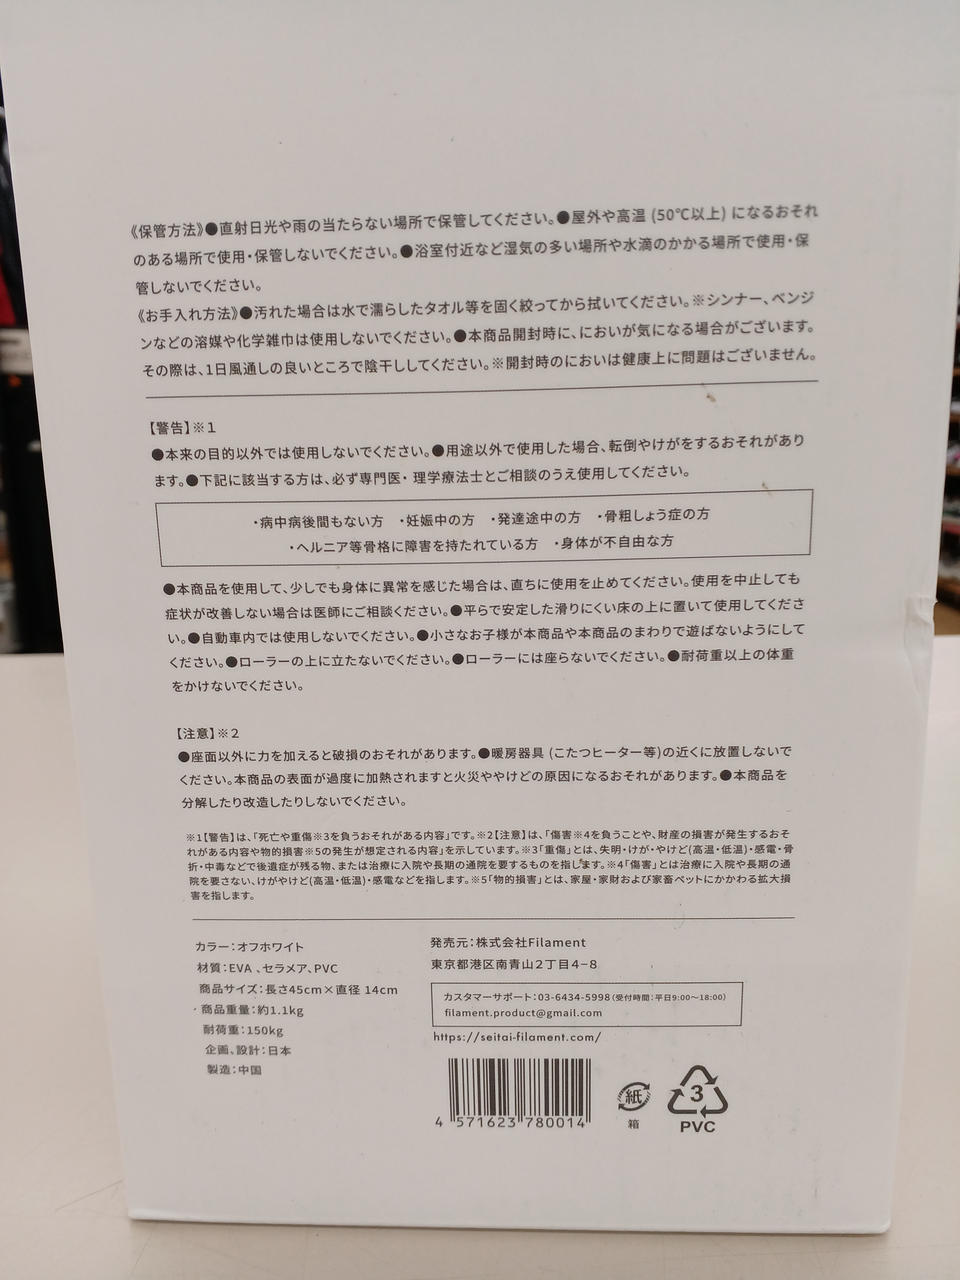 《保管方法》●直射日光や雨の当たらない場所で保管してください。●屋外や高温 (50℃以上) になるおそれ
のある場所で使用・保管しないでください。●浴室付近など湿気の多い場所や水滴のかかる場所で使用・保
管しないでください。
《お手入れ方法》●汚れた場合は水で濡らしたタオル等を固く絞ってから拭いてください。※シンナー、ベンジ
ンなどの溶媒や化学雑巾は使用しないでください。●本商品開封時に、においが気になる場合がございます。
その際は、1日風通しの良いところで陰干ししてください。※開封時のにおいは健康上に問題はございません。
【警告】※1
●本来の目的以外では使用しないでください。●用途以外で使用した場合、転倒やけがをするおそれがあり
ます。●下記に該当する方は、必ず専門医・理学療法士とご相談のうえ使用してください。
・病中病後間もない方 ・妊娠中の方 ・発達途中の方 ・骨粗しょう症の方
・ヘルニア等骨格に障害を持たれている方 ・身体が不自由な方
●本商品を使用して、少しでも身体に異常を感じた場合は、直ちに使用を止めてください。使用を中止しても
症状が改善しない場合は医師にご相談ください。●平らで安定した滑りにくい床の上に置いて使用してくださ
い。●自動車内では使用しないでください。●小さなお子様が本商品や本商品のまわりで遊ばないようにして
ください。●ローラーの上に立たないでください。●ローラーには座らないでください。●耐荷重以上の体重
をかけないでください。
【注意】※2
●座面以外に力を加えると破損のおそれがあります。●暖房器具 (こたつヒーター等)の近くに放置しないで
ください。本商品の表面が過度に加熱されますと火災ややけどの原因になるおそれがあります。●本商品を
分解したり改造したりしないでください。
※1【警告】は、「死亡や重傷※3を負うおそれがある内容」です。※2【注意】は、「傷害※4を負うことや、財産の損害が発生するおそ
れがある内容や物的損害※5の発生が想定される内容」を示しています。※3「重傷」とは、失明・けが・やけど(高温・低温)・感電・骨
折・中毒などで後遺症が残る物、または治療に入院や長期の通院を要するものを指します。※4「傷害」とは治療に入院や長期の通
院を要さない、けがやけど(高温・低温)・感電などを指します。※5「物的損害」とは、家屋・家財および家畜ペットにかかわる拡大損
害を指します。
カラー：オフホワイト
材質：EVA 、セラメア、PVC
商品サイズ：長さ45cm×直径 14cm
商品重量：約1.1kg
耐荷重：150kg
企画、設計：日本
製造：中国
発売元：株式会社Filament
東京都港区南青山2丁目4-8
カスタマーサポート：03-6434-5998(受付時間：平日9:00〜18:00)
filament.product@gmail.com
https://seitai-filament.com/
4 571623 780014
紙
箱
3
PVC